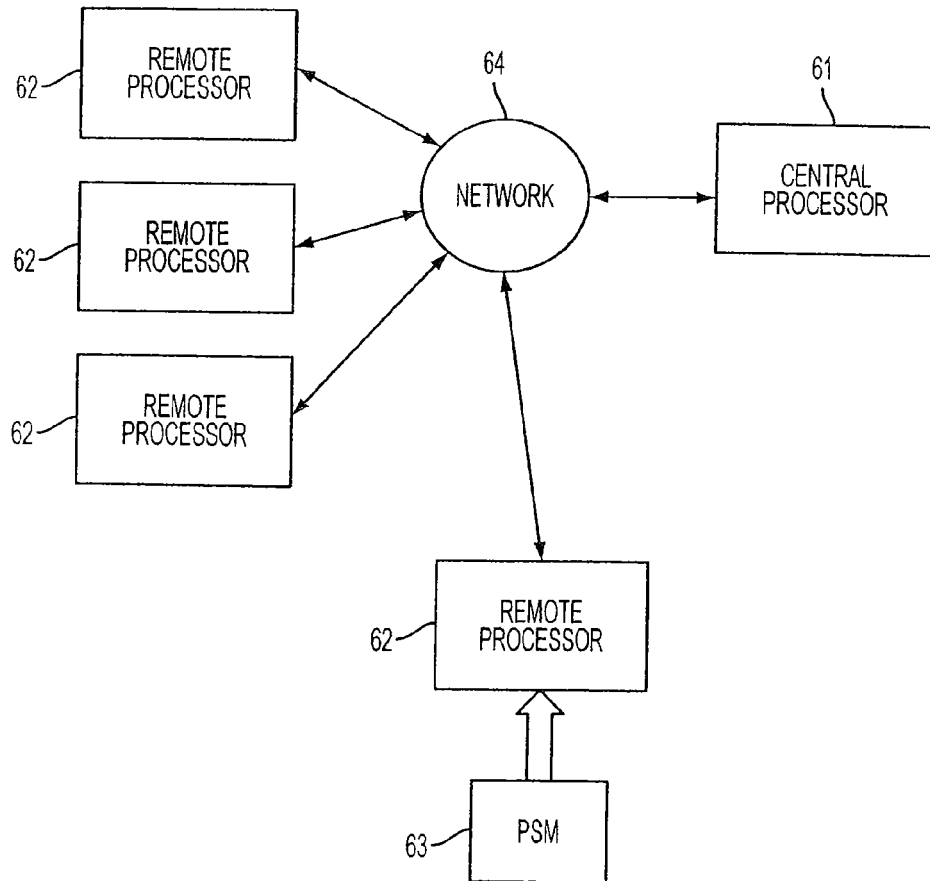 REMOTE
PROCESSOR
62
64
61
NETWORK
CENTRAL
PROCESSOR
REMOTE
PROCESSOR
62
REMOTE
PROCESSOR
62
REMOTE
PROCESSOR
62
PSM
63